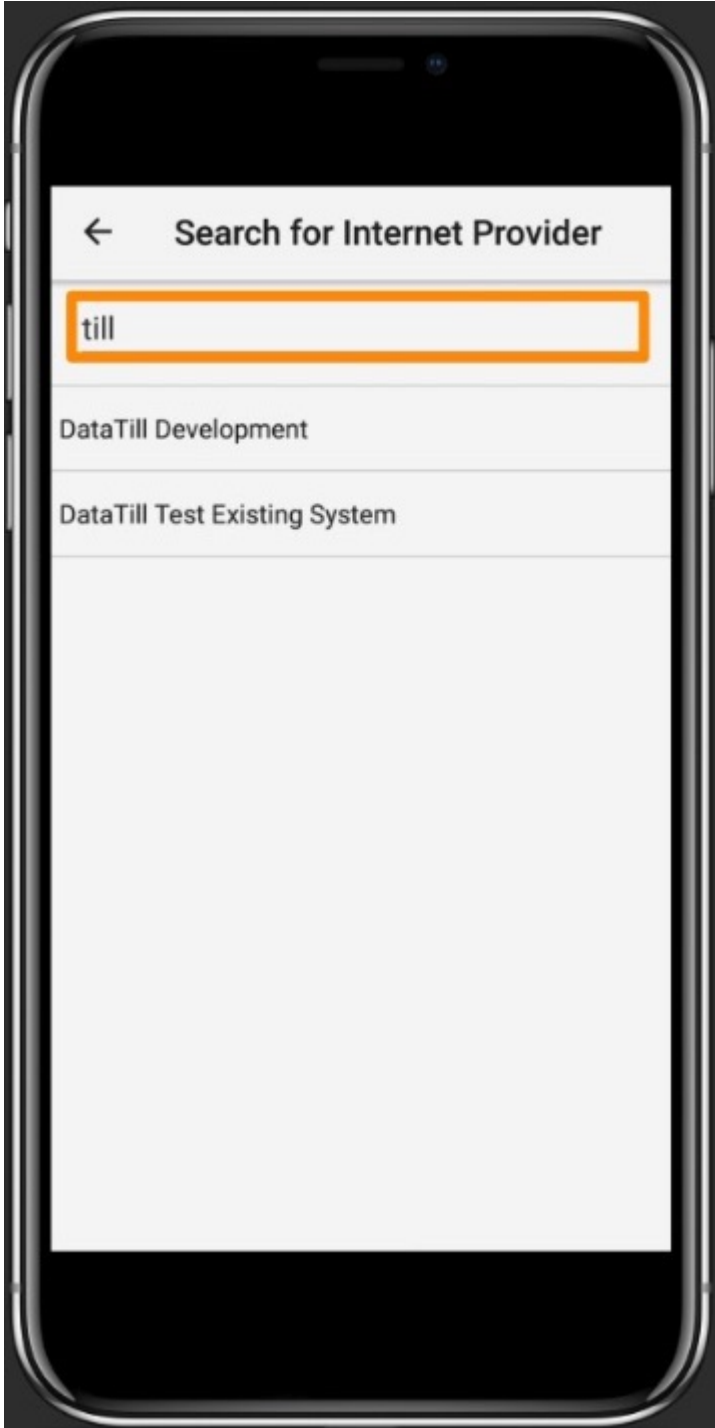 Search for Internet Provider
till
DataTill Development
DataTill Test Existing System